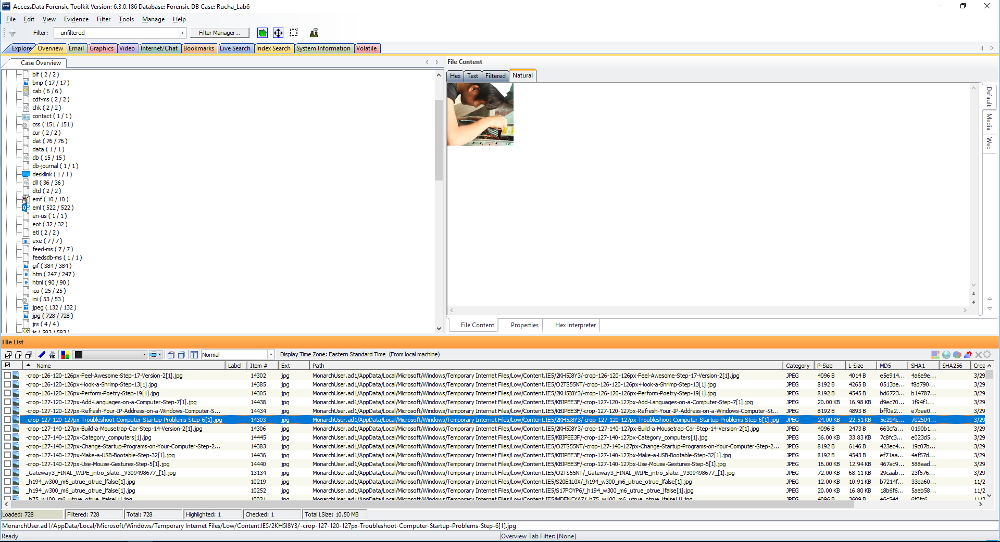 AccessData Forensic Toolkit Version: 6.3.0.186 Database: Forensic DB Case: Rucha_Lab6
File Edit View Evidence Filter Tools Manage Help
Filter: - unfiltered - Filter Manager...
Explore Overview Email Graphics Video Internet/Chat Bookmarks Live Search Index Search System Information Volatile
Case Overview
blf ( 2 / 2 )
bmp ( 17 / 17 )
cab ( 6 / 6 )
cdf-ms ( 2 / 2 )
chk ( 2 / 2 )
contact ( 1 / 1 )
css ( 151 / 151 )
cur ( 2 / 2 )
dat ( 76 / 76 )
data ( 1 / 1 )
db ( 15 / 15 )
db-journal ( 1 / 1 )
desklink ( 1 / 1 )
dll ( 36 / 36 )
dtd ( 2 / 2 )
emf ( 10 / 10 )
eml ( 522 / 522 )
en-us ( 1 / 1 )
eot ( 32 / 32 )
etl ( 2 / 2 )
exe ( 7 / 7 )
feed-ms ( 7 / 7 )
feedsdb-ms ( 1 / 1 )
gif ( 384 / 384 )
htm ( 247 / 247 )
html ( 90 / 90 )
ico ( 25 / 25 )
ini ( 53 / 53 )
jpeg ( 132 / 132 )
jpg ( 728 / 728 )
jrs ( 4 / 4 )
js ( 583 / 583 )
File Content
Hex Text Filtered Natural
Default
Media
Web
File Content Properties Hex Interpreter
File List
Normal Display Time Zone: Eastern Standard Time (From local machine)
Name Label Item # Ext Path Category P-Size L-Size MD5 SHA1 SHA256 Crea
-crop-126-120-126px-Feel-Awesome-Step-17-Version-2[1].jpg 14302 jpg MonarchUser.ad1/AppData/Local/Microsoft/Windows/Temporary Internet Files/Low/Content.IE5/2KH5I8Y3/-crop-126-120-126px-Feel-Awesome-Step-17-Version-2[1].jpg JPEG 4096 B 4014 B e5e914... 4a6e9e... 3/29
-crop-126-120-126px-Hook-a-Shrimp-Step-13[1].jpg 14385 jpg MonarchUser.ad1/AppData/Local/Microsoft/Windows/Temporary Internet Files/Low/Content.IE5/O2TS55NT/-crop-126-120-126px-Hook-a-Shrimp-Step-13[1].jpg JPEG 8192 B 4265 B 0513be... f8d790... 3/29
-crop-126-120-126px-Perform-Poetry-Step-19[1].jpg 14305 jpg MonarchUser.ad1/AppData/Local/Microsoft/Windows/Temporary Internet Files/Low/Content.IE5/2KH5I8Y3/-crop-126-120-126px-Perform-Poetry-Step-19[1].jpg JPEG 8192 B 4545 B bd6723... b14787... 3/29
-crop-127-120-127px-Add-Languages-on-a-Computer-Step-7[1].jpg 14438 jpg MonarchUser.ad1/AppData/Local/Microsoft/Windows/Temporary Internet Files/Low/Content.IE5/KBIPEE3F/-crop-127-120-127px-Add-Languages-on-a-Computer-Step-7[1].jpg JPEG 20.00 KB 16.98 KB d9ec70... 1f94f1... 3/29
-crop-127-120-127px-Refresh-Your-IP-Address-on-a-Windows-Computer-S... 14434 jpg MonarchUser.ad1/AppData/Local/Microsoft/Windows/Temporary Internet Files/Low/Content.IE5/KBIPEE3F/-crop-127-120-127px-Refresh-Your-IP-Address-on-a-Windows-Computer-St... JPEG 8192 B 4893 B bff0a2... e7bee0... 3/29
-crop-127-120-127px-Troubleshoot-Computer-Startup-Problems-Step-6[1].jpg 14303 jpg MonarchUser.ad1/AppData/Local/Microsoft/Windows/Temporary Internet Files/Low/Content.IE5/2KH5I8Y3/-crop-127-120-127px-Troubleshoot-Computer-Startup-Problems-Step-6[1].jpg JPEG 24.00 KB 22.51 KB 5e294c... 7d2504... 3/29
-crop-127-140-127px-Build-a-Mousetrap-Car-Step-14-Version-2[1].jpg 14306 jpg MonarchUser.ad1/AppData/Local/Microsoft/Windows/Temporary Internet Files/Low/Content.IE5/2KH5I8Y3/-crop-127-140-127px-Build-a-Mousetrap-Car-Step-14-Version-2[1].jpg JPEG 4096 B 2473 B 663cfa... 0190b1... 3/29
-crop-127-140-127px-Category_computers[1].jpg 14445 jpg MonarchUser.ad1/AppData/Local/Microsoft/Windows/Temporary Internet Files/Low/Content.IE5/KBIPEE3F/-crop-127-140-127px-Category_computers[1].jpg JPEG 36.00 KB 33.83 KB 7c8fc3... e023d5... 3/29
-crop-127-140-127px-Change-Startup-Programs-on-Your-Computer-Step-2... 14383 jpg MonarchUser.ad1/AppData/Local/Microsoft/Windows/Temporary Internet Files/Low/Content.IE5/O2TS55NT/-crop-127-140-127px-Change-Startup-Programs-on-Your-Computer-Step-2... JPEG 8192 B 6146 B 423ec4... 19c07b... 3/29
-crop-127-140-127px-Make-a-USB-Bootable-Step-32[1].jpg 14436 jpg MonarchUser.ad1/AppData/Local/Microsoft/Windows/Temporary Internet Files/Low/Content.IE5/KBIPEE3F/-crop-127-140-127px-Make-a-USB-Bootable-Step-32[1].jpg JPEG 8192 B 4543 B ef71aa... 4af57d... 3/29
-crop-127-140-127px-Use-Mouse-Gestures-Step-5[1].jpg 14440 jpg MonarchUser.ad1/AppData/Local/Microsoft/Windows/Temporary Internet Files/Low/Content.IE5/KBIPEE3F/-crop-127-140-127px-Use-Mouse-Gestures-Step-5[1].jpg JPEG 16.00 KB 12.94 KB 467ac9... 588aad... 3/29
_Gateway3_FINAL_WIPE_intro_slate._V309498677_[1].jpg 13134 jpg MonarchUser.ad1/AppData/Local/Microsoft/Windows/Temporary Internet Files/Low/Content.IE5/O2TS55NT/_Gateway3_FINAL_WIPE_intro_slate._V309498677_[1].jpg JPEG 72.00 KB 68.11 KB 29caab... 23f576... 3/29
_h194_w300_m6_utrue_otrue_lfalse[1].jpg 10219 jpg MonarchUser.ad1/AppData/Local/Microsoft/Windows/Temporary Internet Files/Low/Content.IE5/S20E1L0X/_h194_w300_m6_utrue_otrue_lfalse[1].jpg JPEG 12.00 KB 10.91 KB b7214f... 33ea60... 11/2
_h194_w300_m6_utrue_otrue_lfalse[1].jpg 10252 jpg MonarchUser.ad1/AppData/Local/Microsoft/Windows/Temporary Internet Files/Low/Content.IE5/S17POYP6/_h194_w300_m6_utrue_otrue_lfalse[1].jpg JPEG 20.00 KB 16.80 KB 18b6f6... 5aeb58... 11/2
_h75_w100_m6_utrue_otrue_lfalse[1].jpg 10021 jpg MonarchUser.ad1/AppData/Local/Microsoft/Windows/Temporary Internet Files/Low/Content.IE5/ JPEG 4096 B 3609 B
Loaded: 728 Filtered: 728 Total: 728 Highlighted: 1 Checked: 1 Total LSize: 10.50 MB
MonarchUser.ad1/AppData/Local/Microsoft/Windows/Temporary Internet Files/Low/Content.IE5/2KH5I8Y3/-crop-127-120-127px-Troubleshoot-Computer-Startup-Problems-Step-6[1].jpg
Ready Overview Tab Filter: [None]